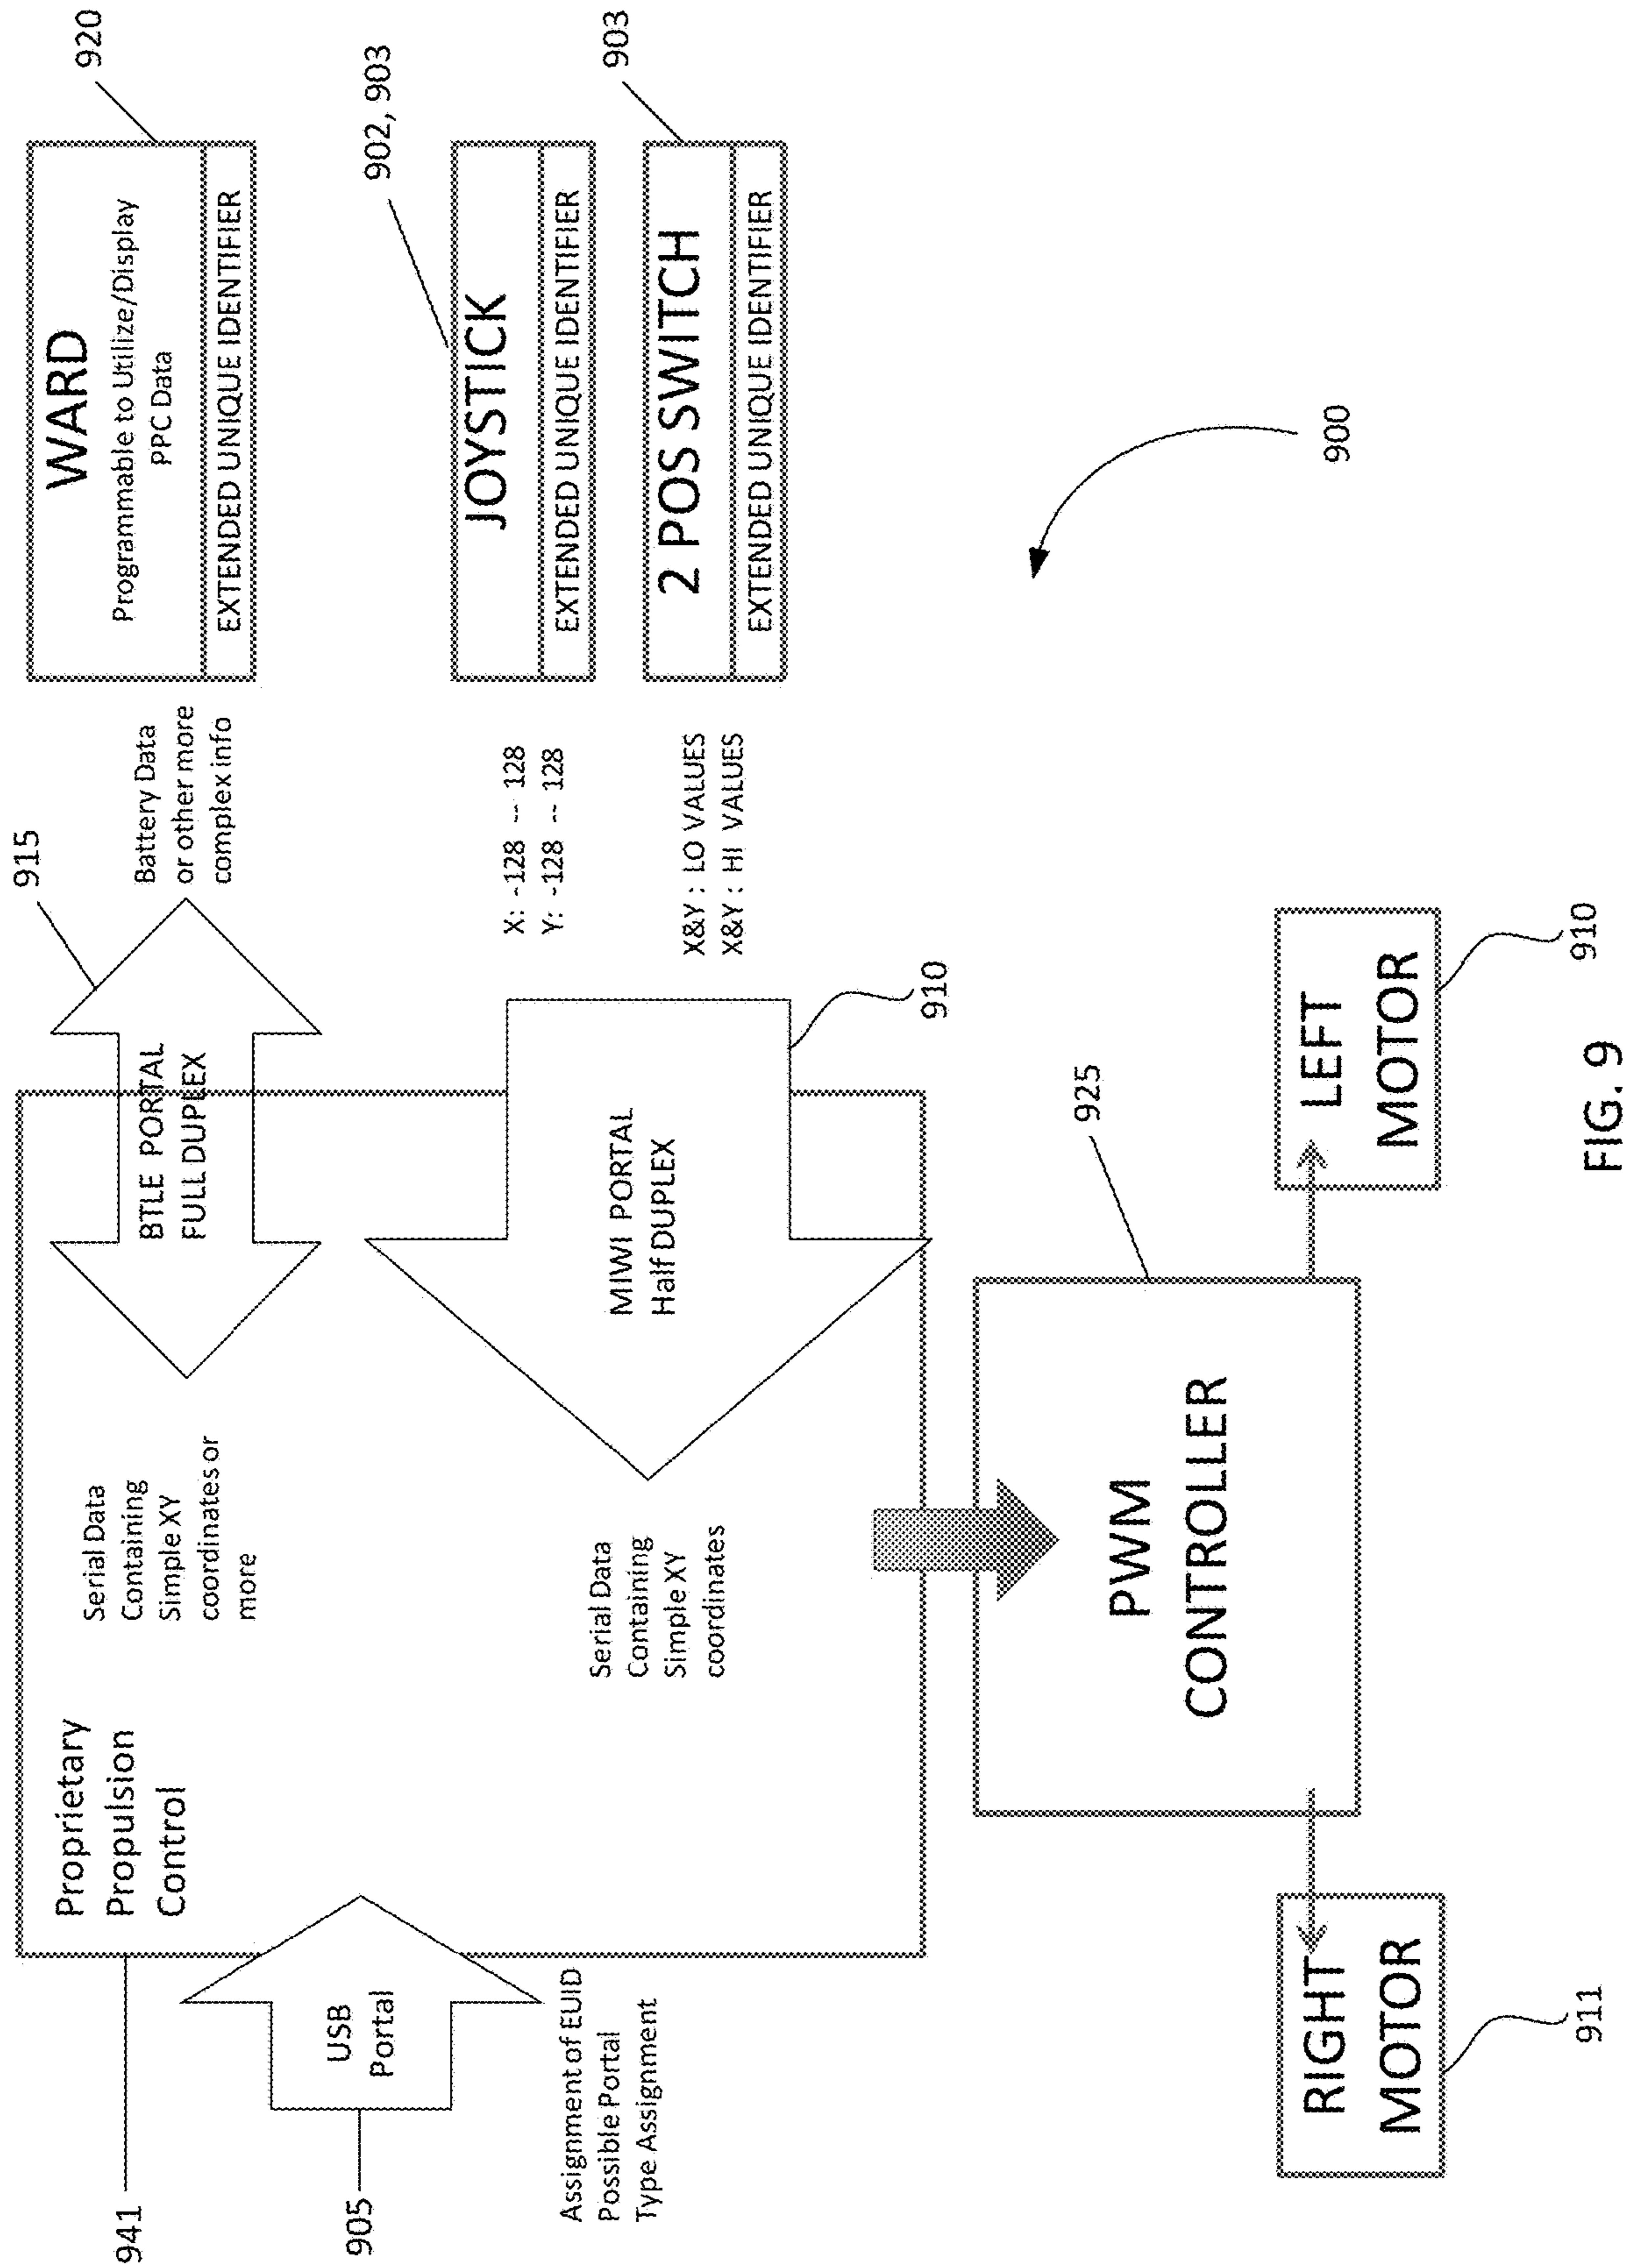 941
Proprietary
Propulsion
Control
Serial Data
Containing
Simple XY
coordinates or
more
BTLE PORTAL
FULL DUPLEX
915
Battery Data
or other more
complex info
WARD
Programmable to Utilize/Display
PPC Data
EXTENDED UNIQUE IDENTIFIER
920
905
USB
Portal
Assignment of EUID
Possible Portal
Type Assignment
Serial Data
Containing
Simple XY
coordinates
MIWI PORTAL
Half DUPLEX
910
X: -128 -- 128
Y: -128 -- 128
JOYSTICK
EXTENDED UNIQUE IDENTIFIER
902, 903
X&Y : LO VALUES
X&Y : HI VALUES
2 POS SWITCH
EXTENDED UNIQUE IDENTIFIER
903
PWM
CONTROLLER
925
RIGHT
MOTOR
911
LEFT
MOTOR
910
900
FIG. 9